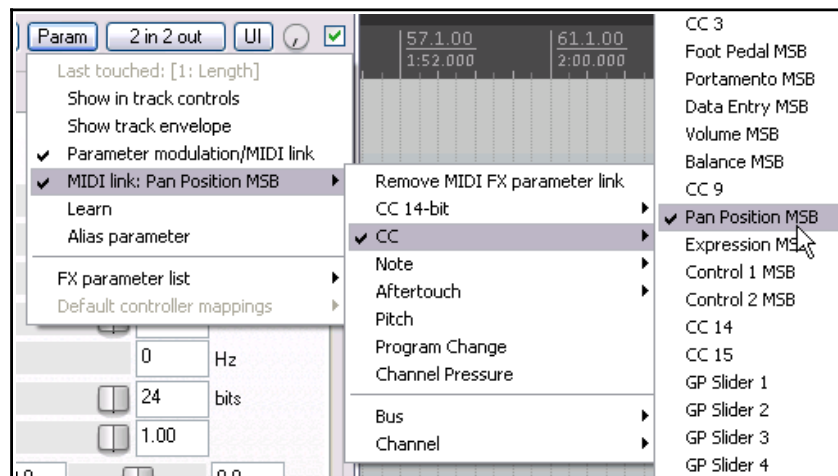 Param 2 in 2 out UI
57.1.00 61.1.00
1:52.000 2:00.000
Last touched: [1: Length]
Show in track controls
Show track envelope
Parameter modulation/MIDI link
MIDI link: Pan Position MSB
Learn
Alias parameter
FX parameter list
Default controller mappings
0 Hz
24 bits
1.00
Remove MIDI FX parameter link
CC 14-bit
CC
Note
Aftertouch
Pitch
Program Change
Channel Pressure
Bus
Channel
CC 3
Foot Pedal MSB
Portamento MSB
Data Entry MSB
Volume MSB
Balance MSB
CC 9
Pan Position MSB
Expression MSB
Control 1 MSB
Control 2 MSB
CC 14
CC 15
GP Slider 1
GP Slider 2
GP Slider 3
GP Slider 4